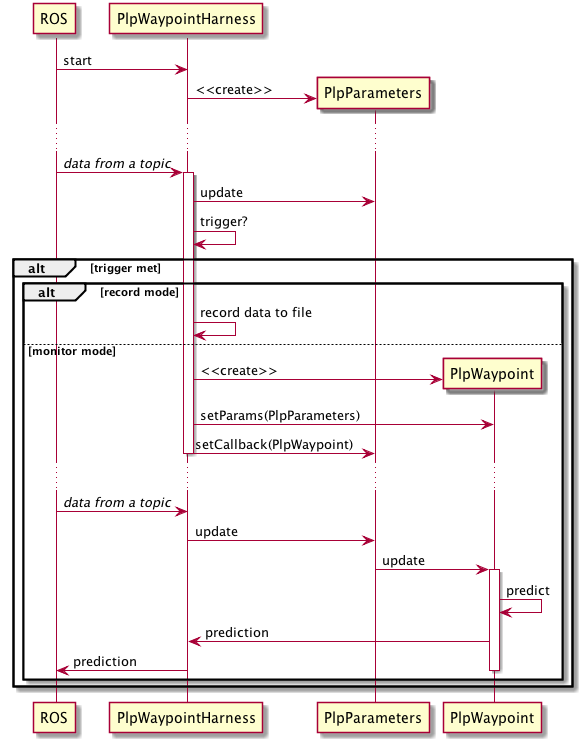 ROS
PlpWaypointHarness
start
<<create>>
PlpParameters
data from a topic
update
trigger?
alt
[trigger met]
alt
[record mode]
record data to file
[monitor mode]
<<create>>
PlpWaypoint
setParams(PlpParameters)
setCallback(PlpWaypoint)
data from a topic
update
update
predict
prediction
prediction
ROS
PlpWaypointHarness
PlpParameters
PlpWaypoint